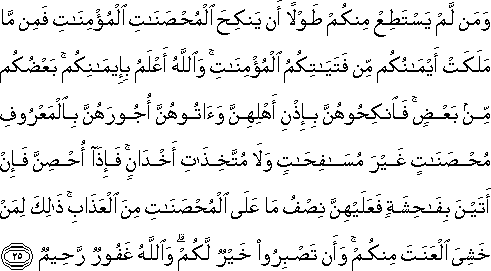 وَمَن لَّمْ يَسْتَطِعْ مِنكُمْ طَوْلًا أَن يَنكِحَ الْمُحْصَنَـٰتِ الْمُؤْمِنَـٰتِ فَمِن مَّا
مَلَكَتْ أَيْمَـٰنُكُم مِّن فَتَيَـٰتِكُمُ الْمُؤْمِنَـٰتِ ۚ وَاللَّهُ أَعْلَمُ بِإِيمَـٰنِكُم ۚ بَعْضُكُم
مِّنۢ بَعْضٍ ۚ فَانكِحُوهُنَّ بِإِذْنِ أَهْلِهِنَّ وَءَاتُوهُنَّ أُجُورَهُنَّ بِالْمَعْرُوفِ
مُحْصَنَـٰتٍ غَيْرَ مُسَـٰفِحَـٰتٍ وَلَا مُتَّخِذَٰتِ أَخْدَانٍ ۚ فَإِذَآ أُحْصِنَّ فَإِنْ
أَتَيْنَ بِفَـٰحِشَةٍ فَعَلَيْهِنَّ نِصْفُ مَا عَلَى الْمُحْصَنَـٰتِ مِنَ الْعَذَابِ ۚ ذَٰلِكَ لِمَنْ
خَشِىَ الْعَنَتَ مِنكُمْ ۚ وَأَن تَصْبِرُوا۟ خَيْرٌ لَّكُمْ ۗ وَاللَّهُ غَفُورٌ رَّحِيمٌ ٢٥